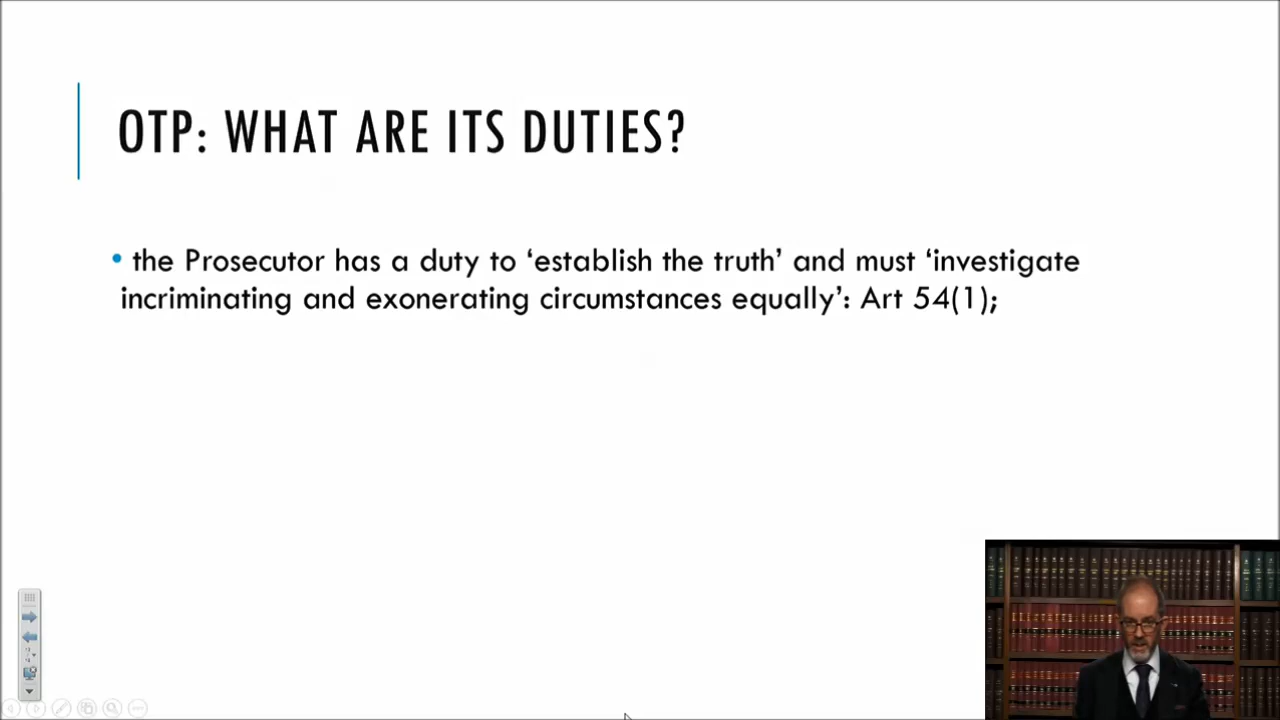 OTP: WHAT ARE ITS DUTIES?
• the Prosecutor has a duty to ‘establish the truth’ and must ‘investigate
incriminating and exonerating circumstances equally’: Art 54(1);